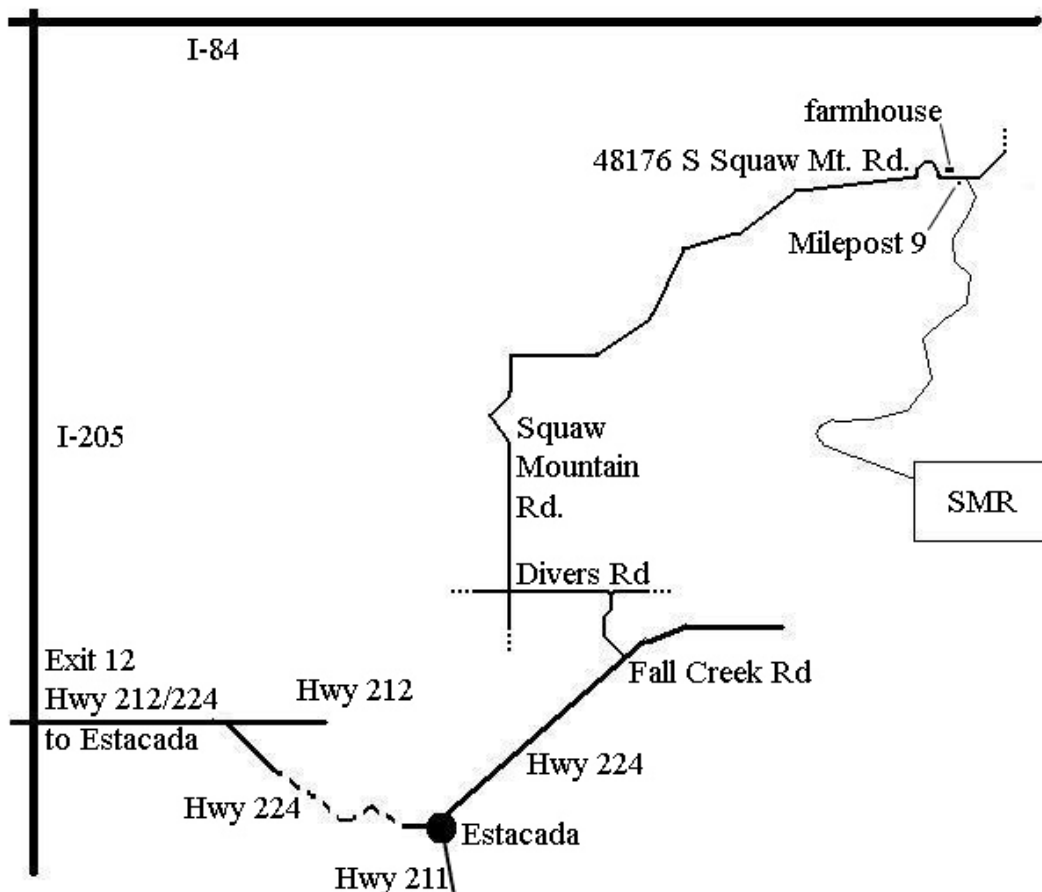 I-84
farmhouse
48176 S Squaw Mt. Rd.
Milepost 9
I-205
Squaw
Mountain
Rd.
SMR
Divers Rd
Exit 12
Hwy 212/224
to Estacada
Hwy 212
Fall Creek Rd
Hwy 224
Hwy 224
Estacada
Hwy 211